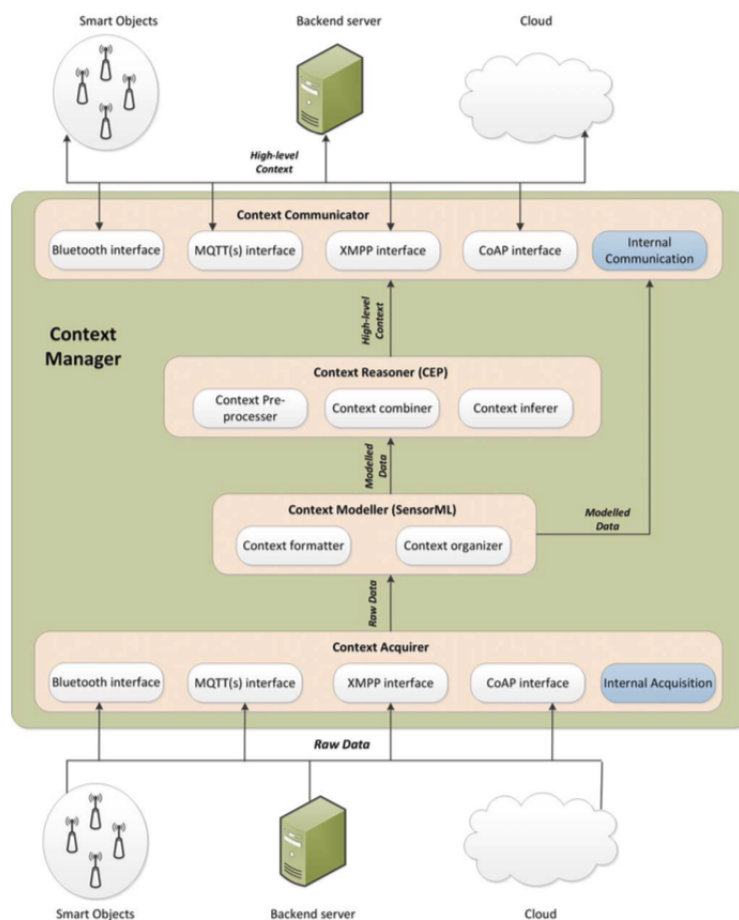 Smart Objects
Backend server
Cloud
High-level
Context
Context Communicator
Bluetooth interface
MQTT(s) interface
XMPP interface
CoAP interface
Internal
Communication
Context
Manager
High-level
Context
Context Reasoner (CEP)
Context Pre-
processer
Context combiner
Context inferer
Modelled
Data
Context Modeller (SensorML)
Context formatter
Context organizer
Modelled
Data
Raw Data
Context Acquirer
Bluetooth interface
MQTT(s) interface
XMPP interface
CoAP interface
Internal Acquisition
Raw Data
Smart Objects
Backend server
Cloud